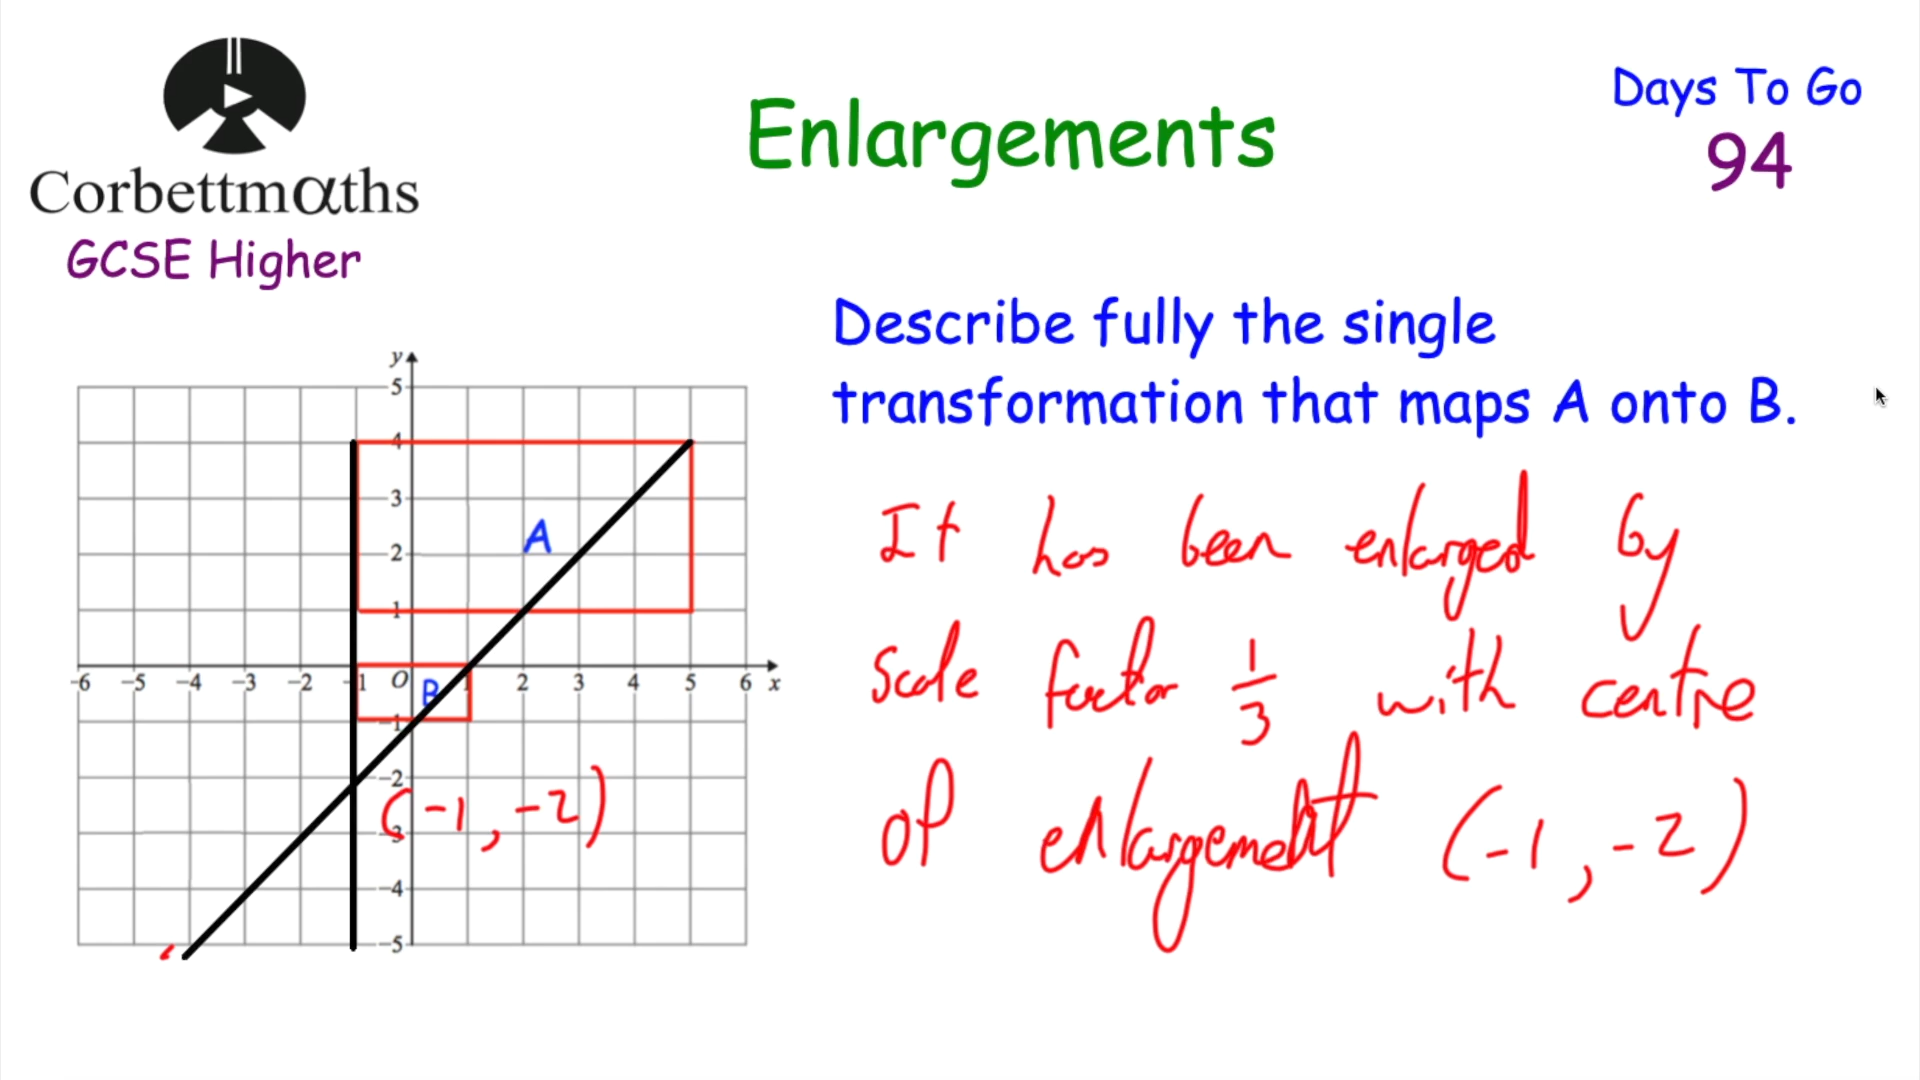 Corbettmαths
GCSE Higher
Enlargements
Days To Go
94
Describe fully the single
transformation that maps A onto B.
It has been enlarged by
Scale factor 1/3 with centre
of enlargement (-1, -2)
y
5
4
3
2
1
-6 -5 -4 -3 -2 -1 O 1 2 3 4 5 6 x
-1
-2
-3
-4
-5
A
B
(-1, -2)